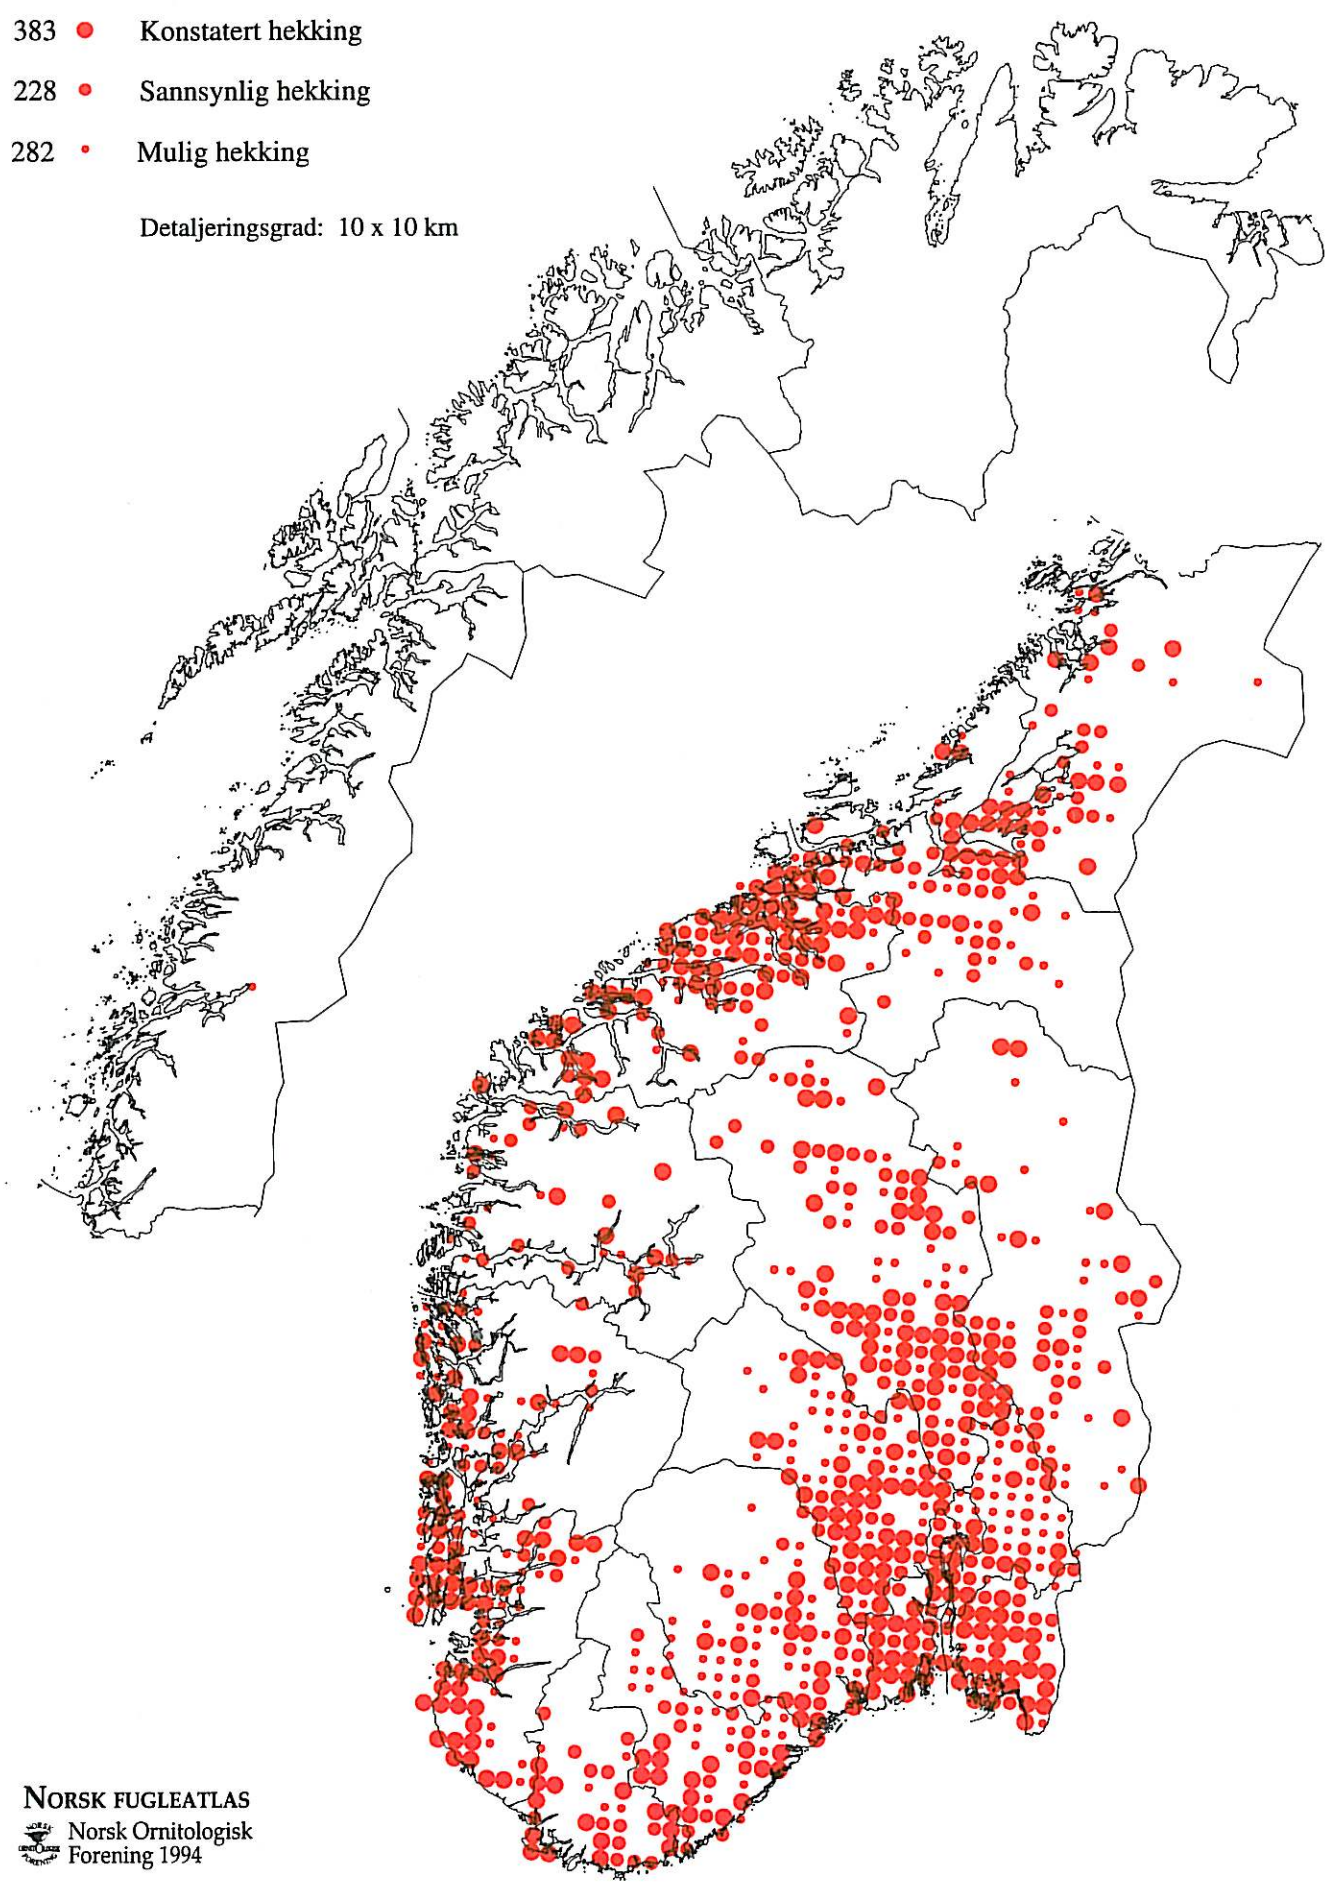 383 Konstatert hekking
228 Sannsynlig hekking
282 Mulig hekking
Detaljeringsgrad: 10 x 10 km
NORSK FUGLEATLAS
Norsk Ornitologisk
Forening 1994